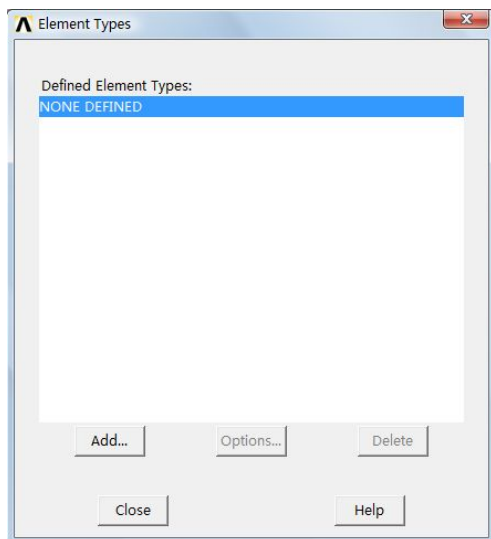 Element Types
Defined Element Types:
NONE DEFINED
Add... Options... Delete
Close Help